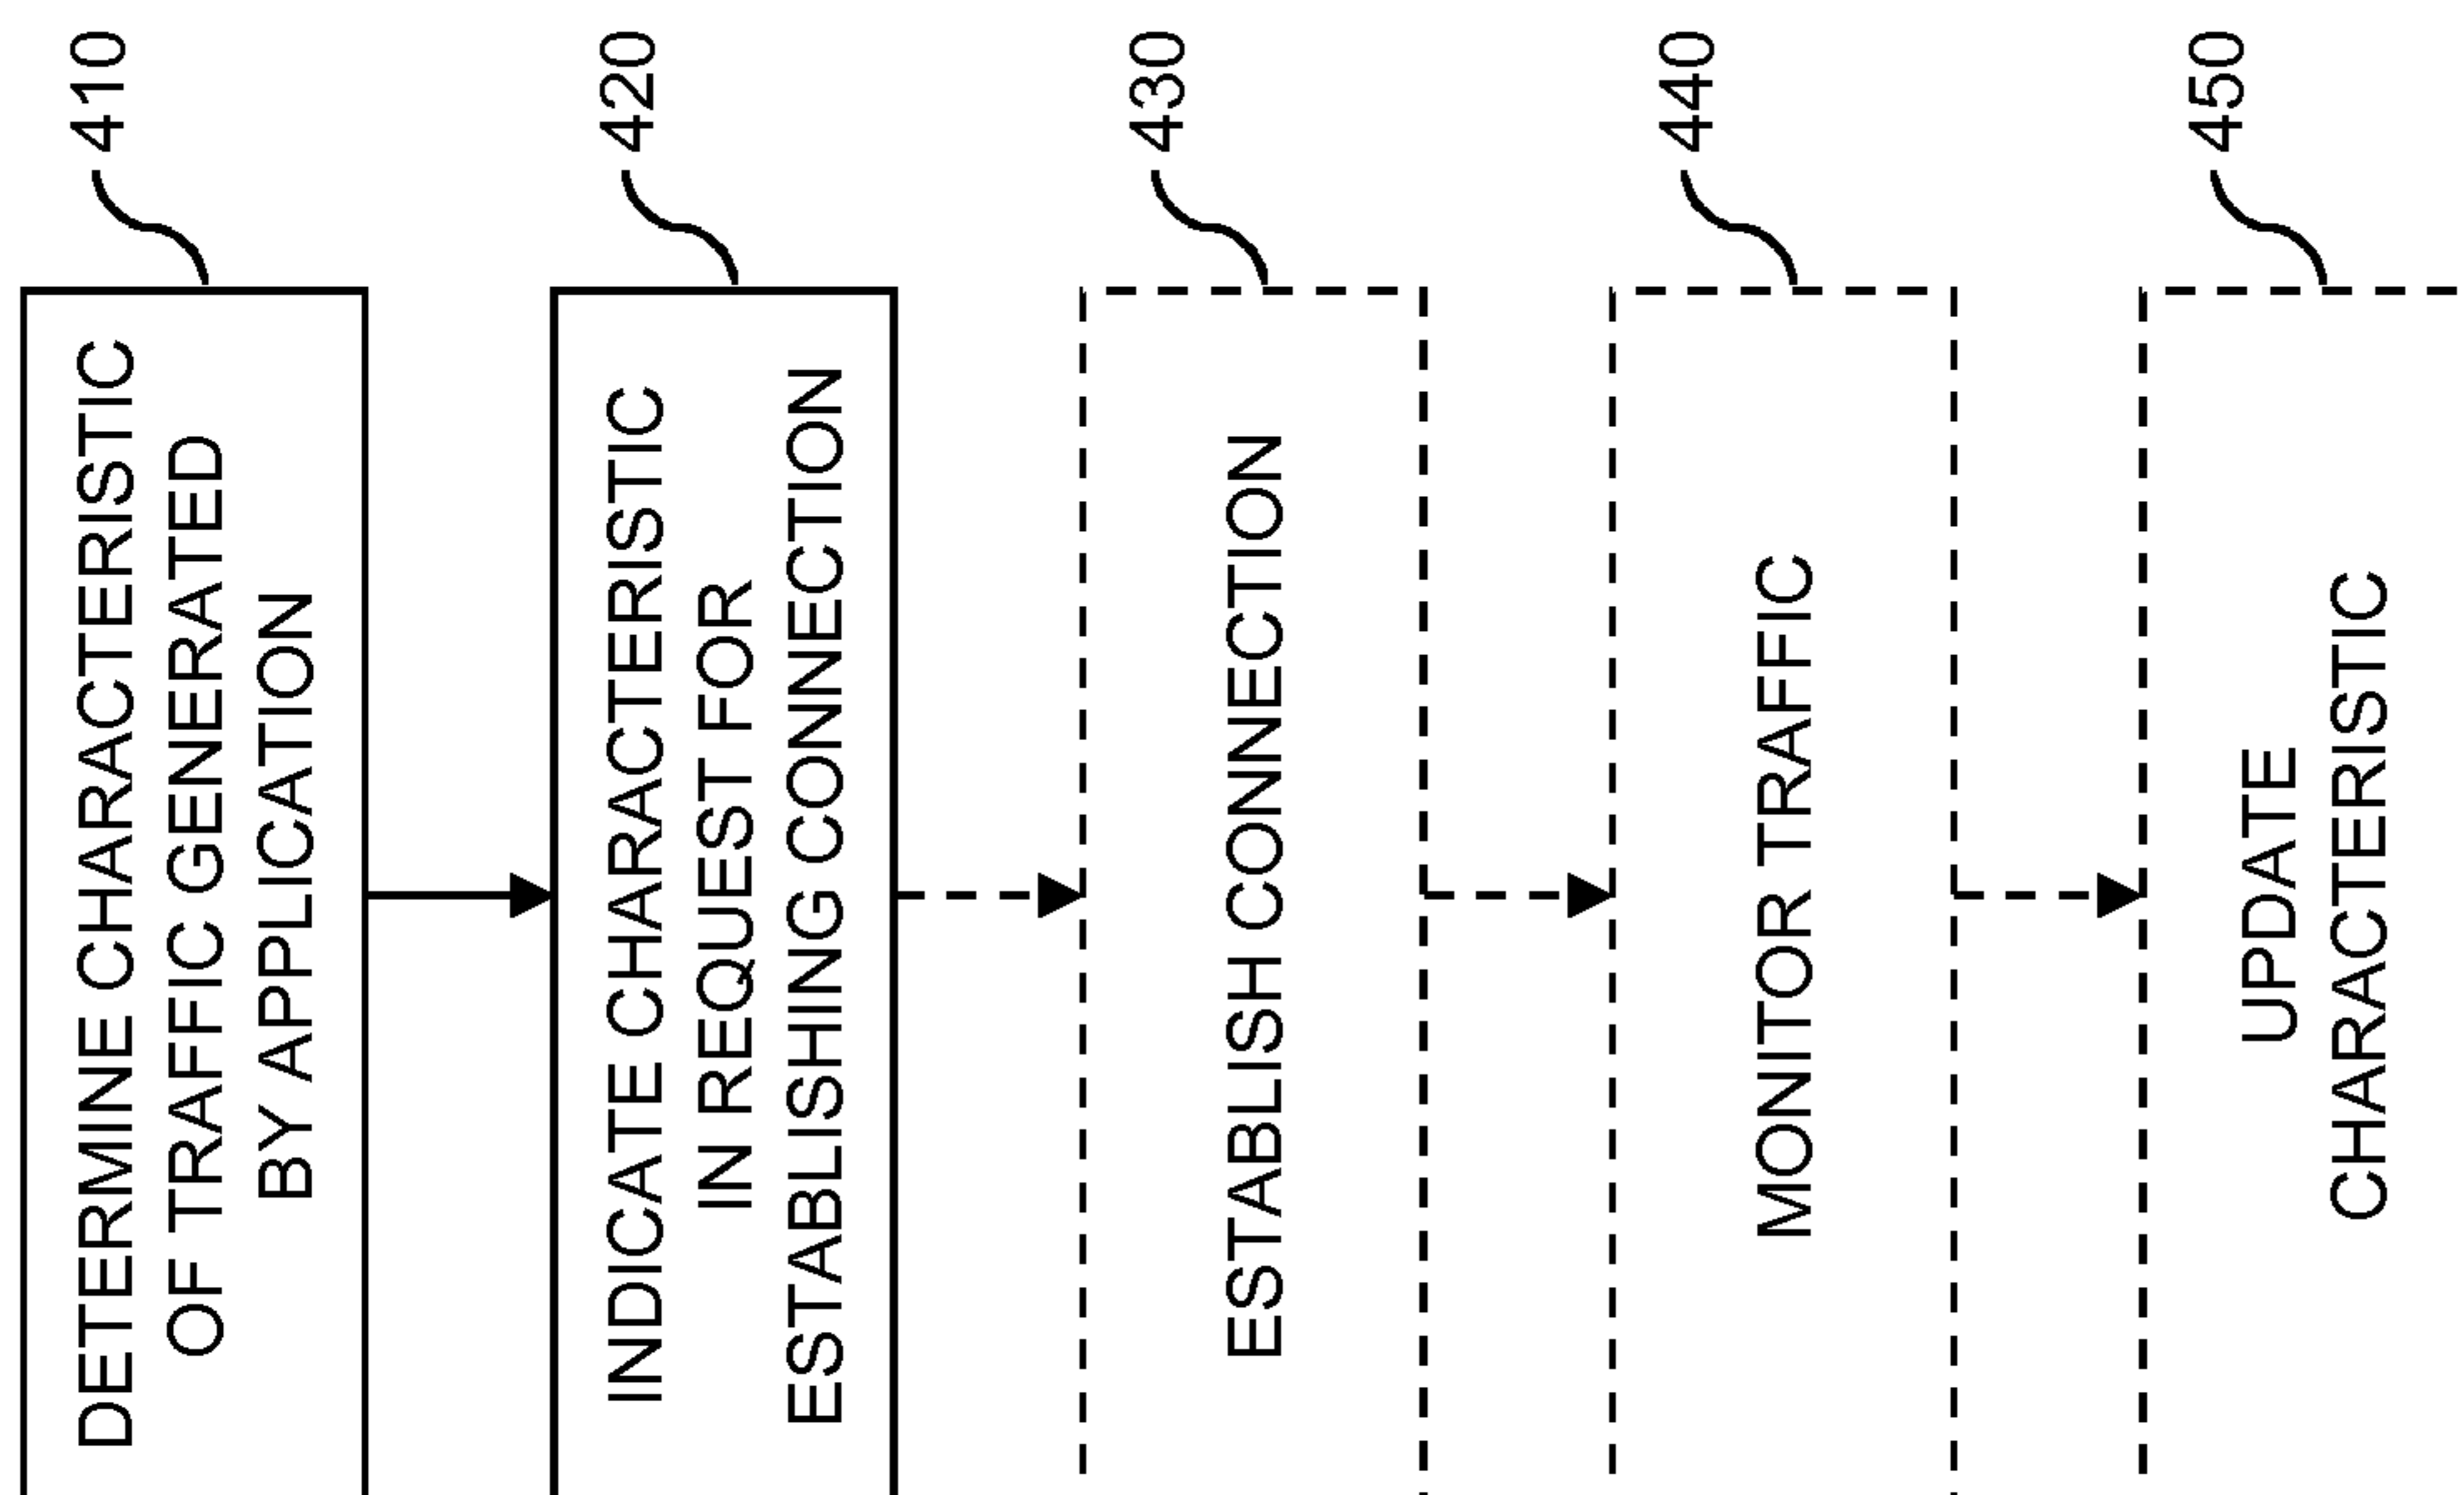 410
DETERMINE CHARACTERISTIC
OF TRAFFIC GENERATED
BY APPLICATION
420
INDICATE CHARACTERISTIC
IN REQUEST FOR
ESTABLISHING CONNECTION
430
ESTABLISH CONNECTION
440
MONITOR TRAFFIC
450
UPDATE
CHARACTERISTIC